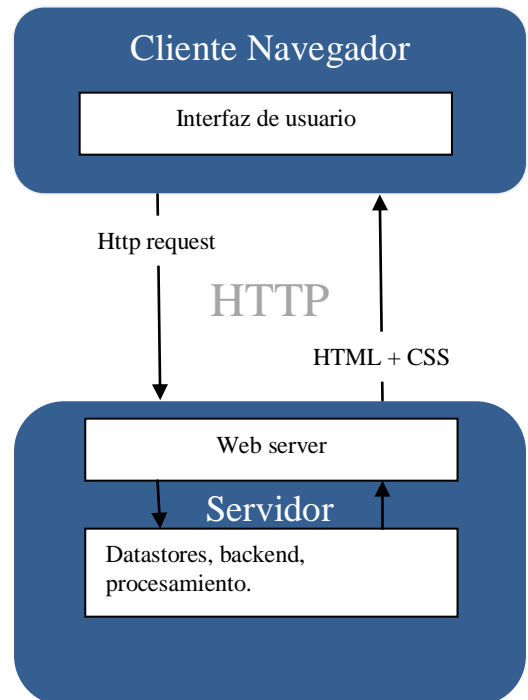 Cliente Navegador
Interfaz de usuario
Http request
HTTP
HTML + CSS
Web server
Servidor
Datastores, backend,
procesamiento.